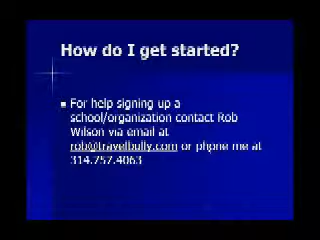 How do I get started?
For help signing up a
school/organization contact Rob
Wilson via email at
rob@travelbully.com or phone me at
314.757.4063